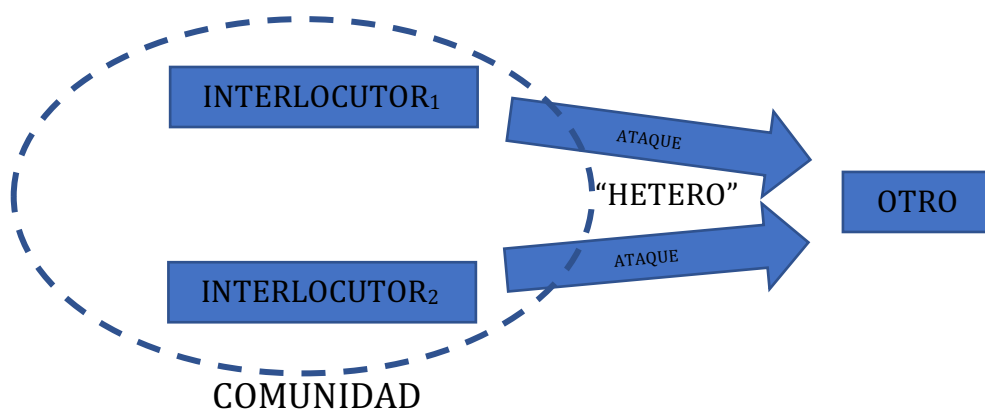 INTERLOCUTOR₁
ATAQUE
“HETERO”
OTRO
ATAQUE
INTERLOCUTOR₂
COMUNIDAD